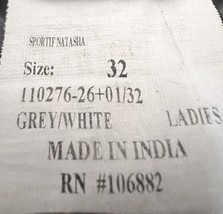 SPORTIF NATASHA
Size: 32
110276-26+01/32
GREY/WHITE LADIES
MADE IN INDIA
RN #106882